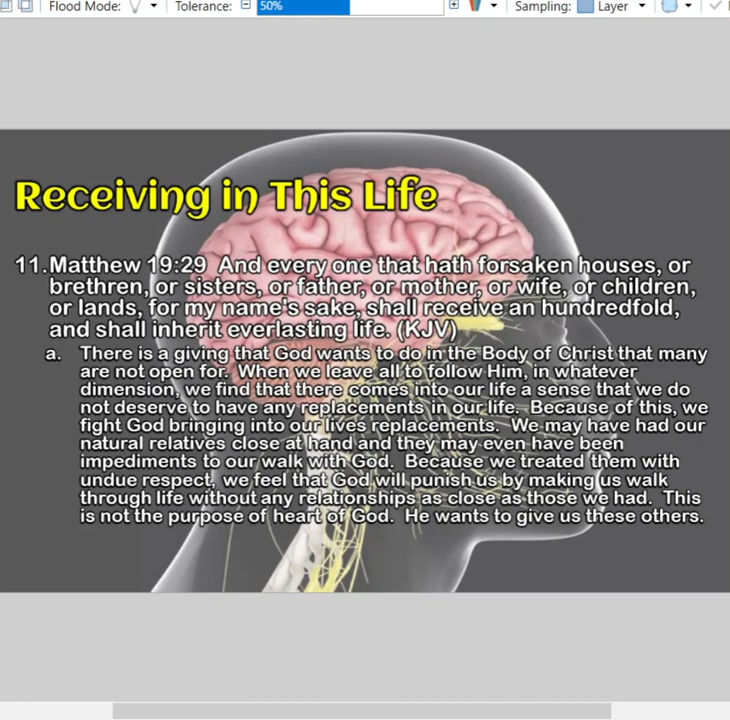 Flood Mode: Tolerance: 50% Sampling: Layer
Receiving in This Life
11. Matthew 19:29 And every one that hath forsaken houses, or
brethren, or sisters, or father, or mother, or wife, or children,
or lands, for my name's sake, shall receive an hundredfold,
and shall inherit everlasting life. (KJV)
a. There is a giving that God wants to do in the Body of Christ that many
are not open for. When we leave all to follow Him, in whatever
dimension, we find that there comes into our life a sense that we do
not deserve to have any replacements in our life. Because of this, we
fight God bringing into our lives replacements. We may have had our
natural relatives close at hand and they may even have been
impediments to our walk with God. Because we treated them with
undue respect, we feel that God will punish us by making us walk
through life without any relationships as close as those we had. This
is not the purpose of heart of God. He wants to give us these others.